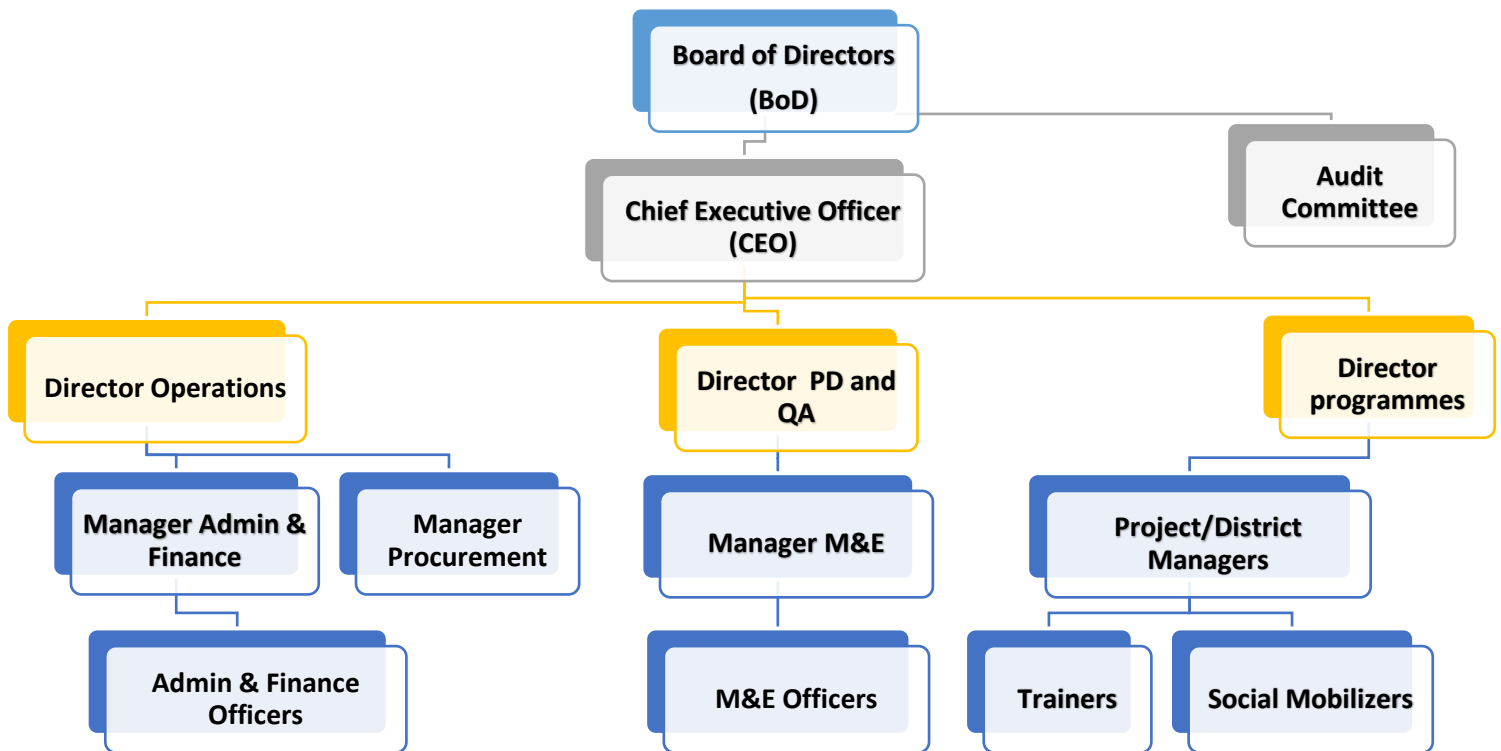 Board of Directors
(BoD)
Audit
Committee
Chief Executive Officer
(CEO)
Director Operations
Director PD and
QA
Director
programmes
Manager Admin &
Finance
Manager
Procurement
Manager M&E
Project/District
Managers
Admin & Finance
Officers
M&E Officers
Trainers
Social Mobilizers